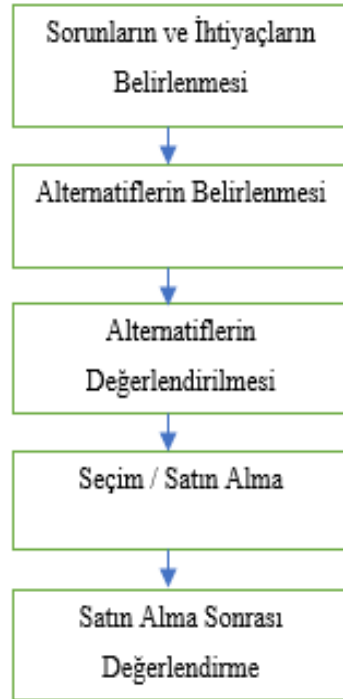 Sorunların ve İhtiyaçların
Belirlenmesi
Alternatiflerin Belirlenmesi
Alternatiflerin
Değerlendirilmesi
Seçim / Satın Alma
Satın Alma Sonrası
Değerlendirme